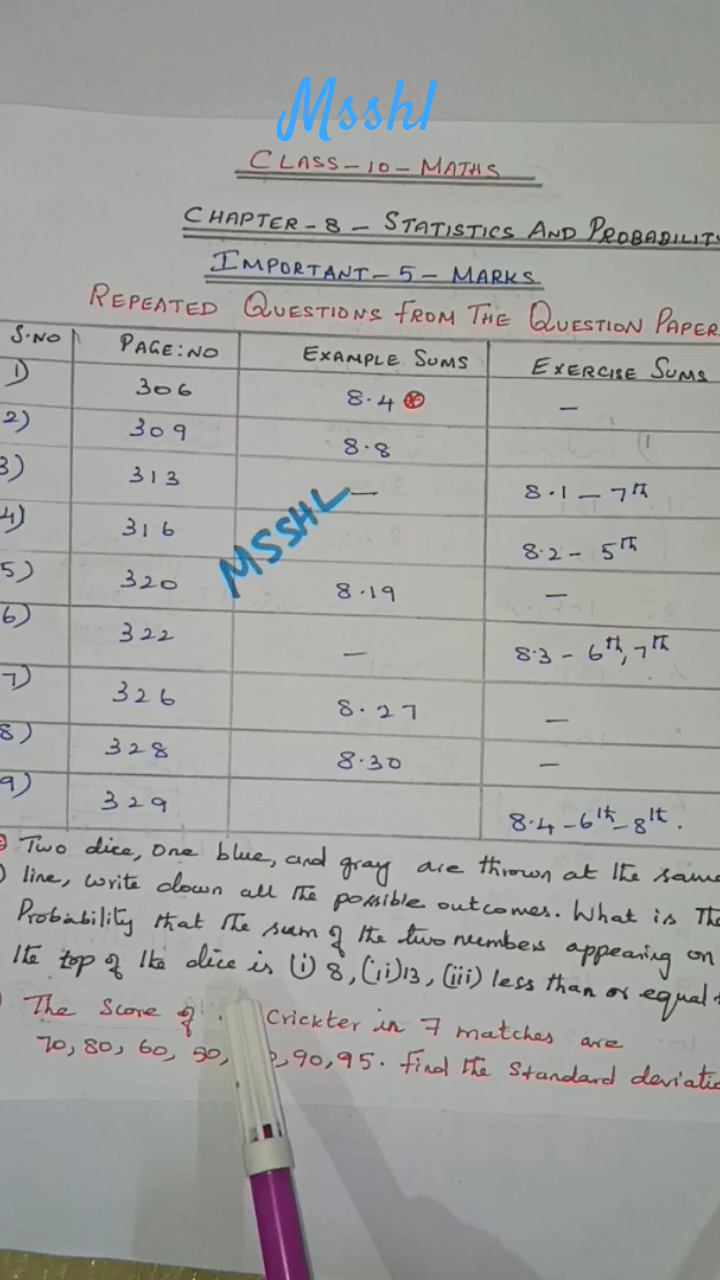 Msshl
CLASS-10-MATHS
CHAPTER-8- STATISTICS AND PROBABILITY
IMPORTANT-5-MARKS
REPEATED QUESTIONS FROM THE QUESTION PAPER
S.NO PAGE:NO EXAMPLE SUMS EXERCISE SUMS
1) 306 8.4 -
2) 309 8.8
3) 313 - 8.1-7th
4) 316 8.2-5th
MSSHL
5) 320 8.19 -
6) 322 - 8.3-6th,7th
7) 326 8.27 -
8) 328 8.30 -
9) 329 8.4-6th-8th.
Two dice, one blue, and gray are thrown at the same
line, write down all the possible outcomes. What is the
Probability that the sum of the two numbers appearing on
the top of the dice is (i) 8, (ii) 13, (iii) less than or equal
The Score of Crickter in 7 matches are
70, 80, 60, 50, 90, 95. find the Standard